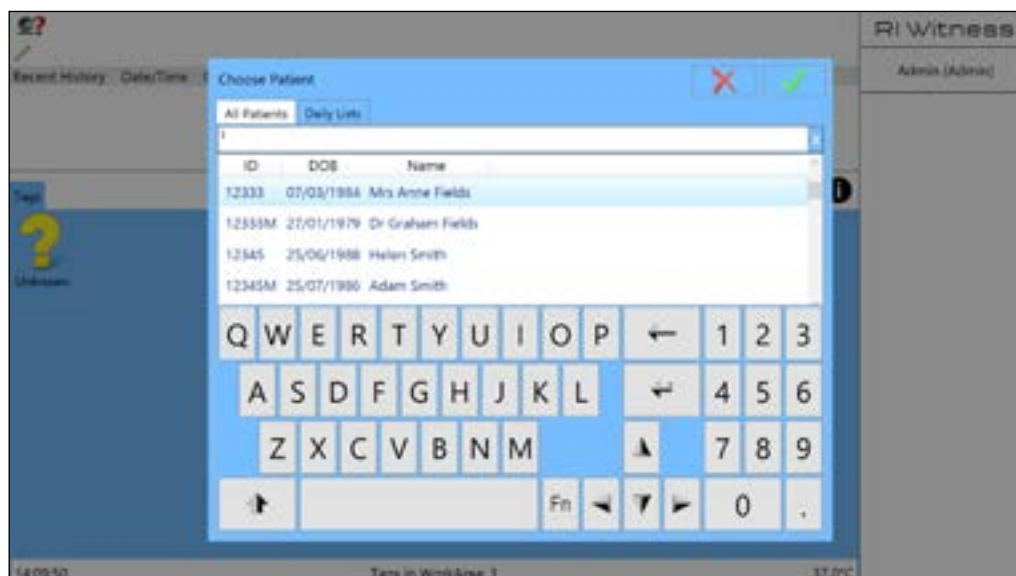 RI Witness
Admin (Admin)
Recent History Date/Time
Choose Patient
All Patients Daily Lists
ID DOB Name
12333 07/03/1984 Mrs Anne Fields
12333M 27/01/1979 Dr Graham Fields
12345 25/06/1988 Helen Smith
12345M 25/07/1986 Adam Smith
Tags
Unknown
Q W E R T Y U I O P 1 2 3
A S D F G H J K L 4 5 6
Z X C V B N M 7 8 9
Fn 0 .
14:09:50 Tags in WorkArea: 1 37.0°C